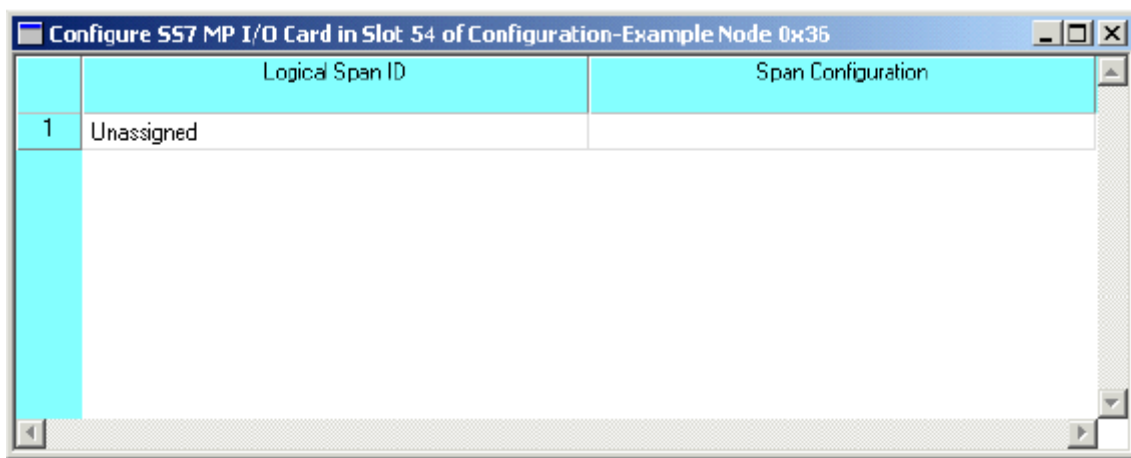 Configure SS7 MP I/O Card in Slot 54 of Configuration-Example Node 0x36
Logical Span ID Span Configuration
1 Unassigned